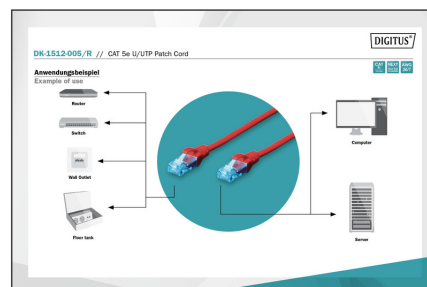 DIGITUS®
DK-1512-005/R // CAT 5e U/UTP Patch Cord
Anwendungsbeispiel
Example of use
Router
Switch
Wall Outlet
Floor tank
Computer
Server